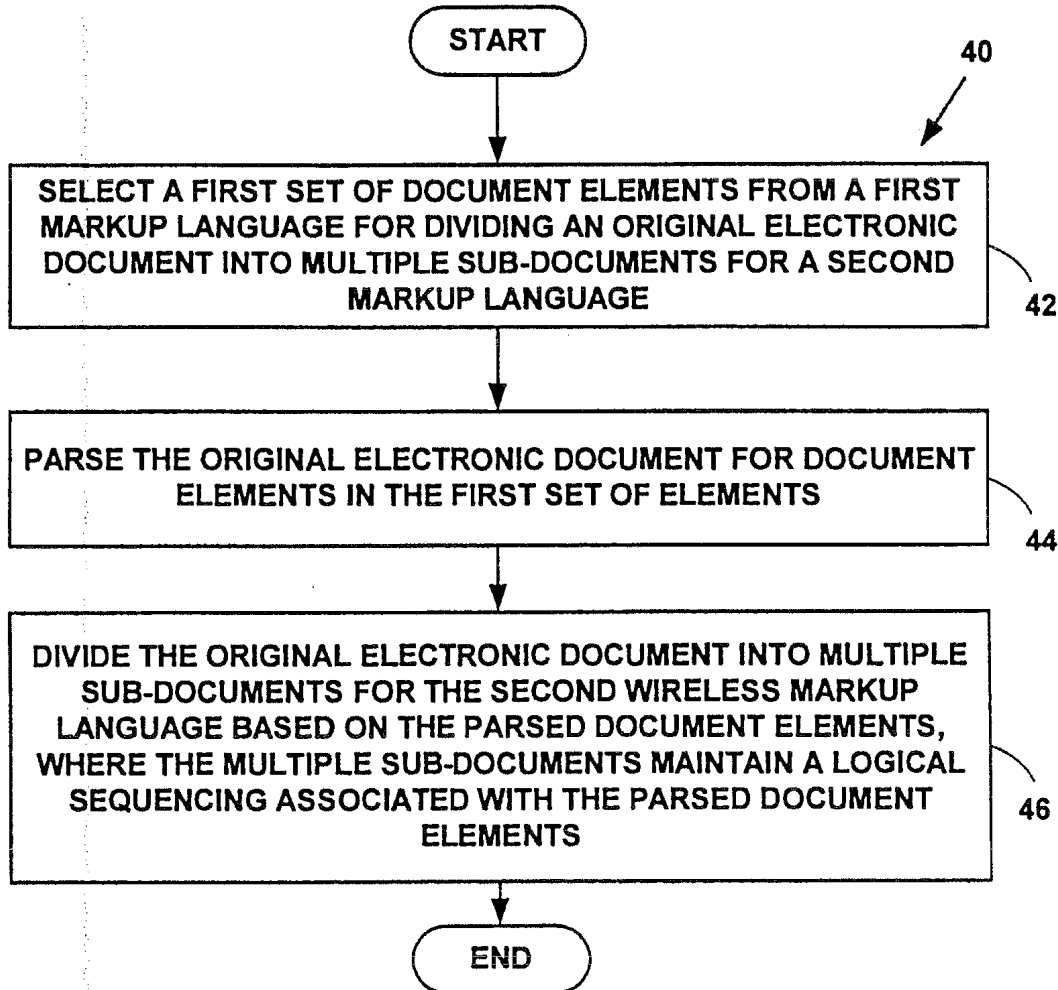 START
40
SELECT A FIRST SET OF DOCUMENT ELEMENTS FROM A FIRST
MARKUP LANGUAGE FOR DIVIDING AN ORIGINAL ELECTRONIC
DOCUMENT INTO MULTIPLE SUB-DOCUMENTS FOR A SECOND
MARKUP LANGUAGE
42
PARSE THE ORIGINAL ELECTRONIC DOCUMENT FOR DOCUMENT
ELEMENTS IN THE FIRST SET OF ELEMENTS
44
DIVIDE THE ORIGINAL ELECTRONIC DOCUMENT INTO MULTIPLE
SUB-DOCUMENTS FOR THE SECOND WIRELESS MARKUP
LANGUAGE BASED ON THE PARSED DOCUMENT ELEMENTS,
WHERE THE MULTIPLE SUB-DOCUMENTS MAINTAIN A LOGICAL
SEQUENCING ASSOCIATED WITH THE PARSED DOCUMENT
ELEMENTS
46
END